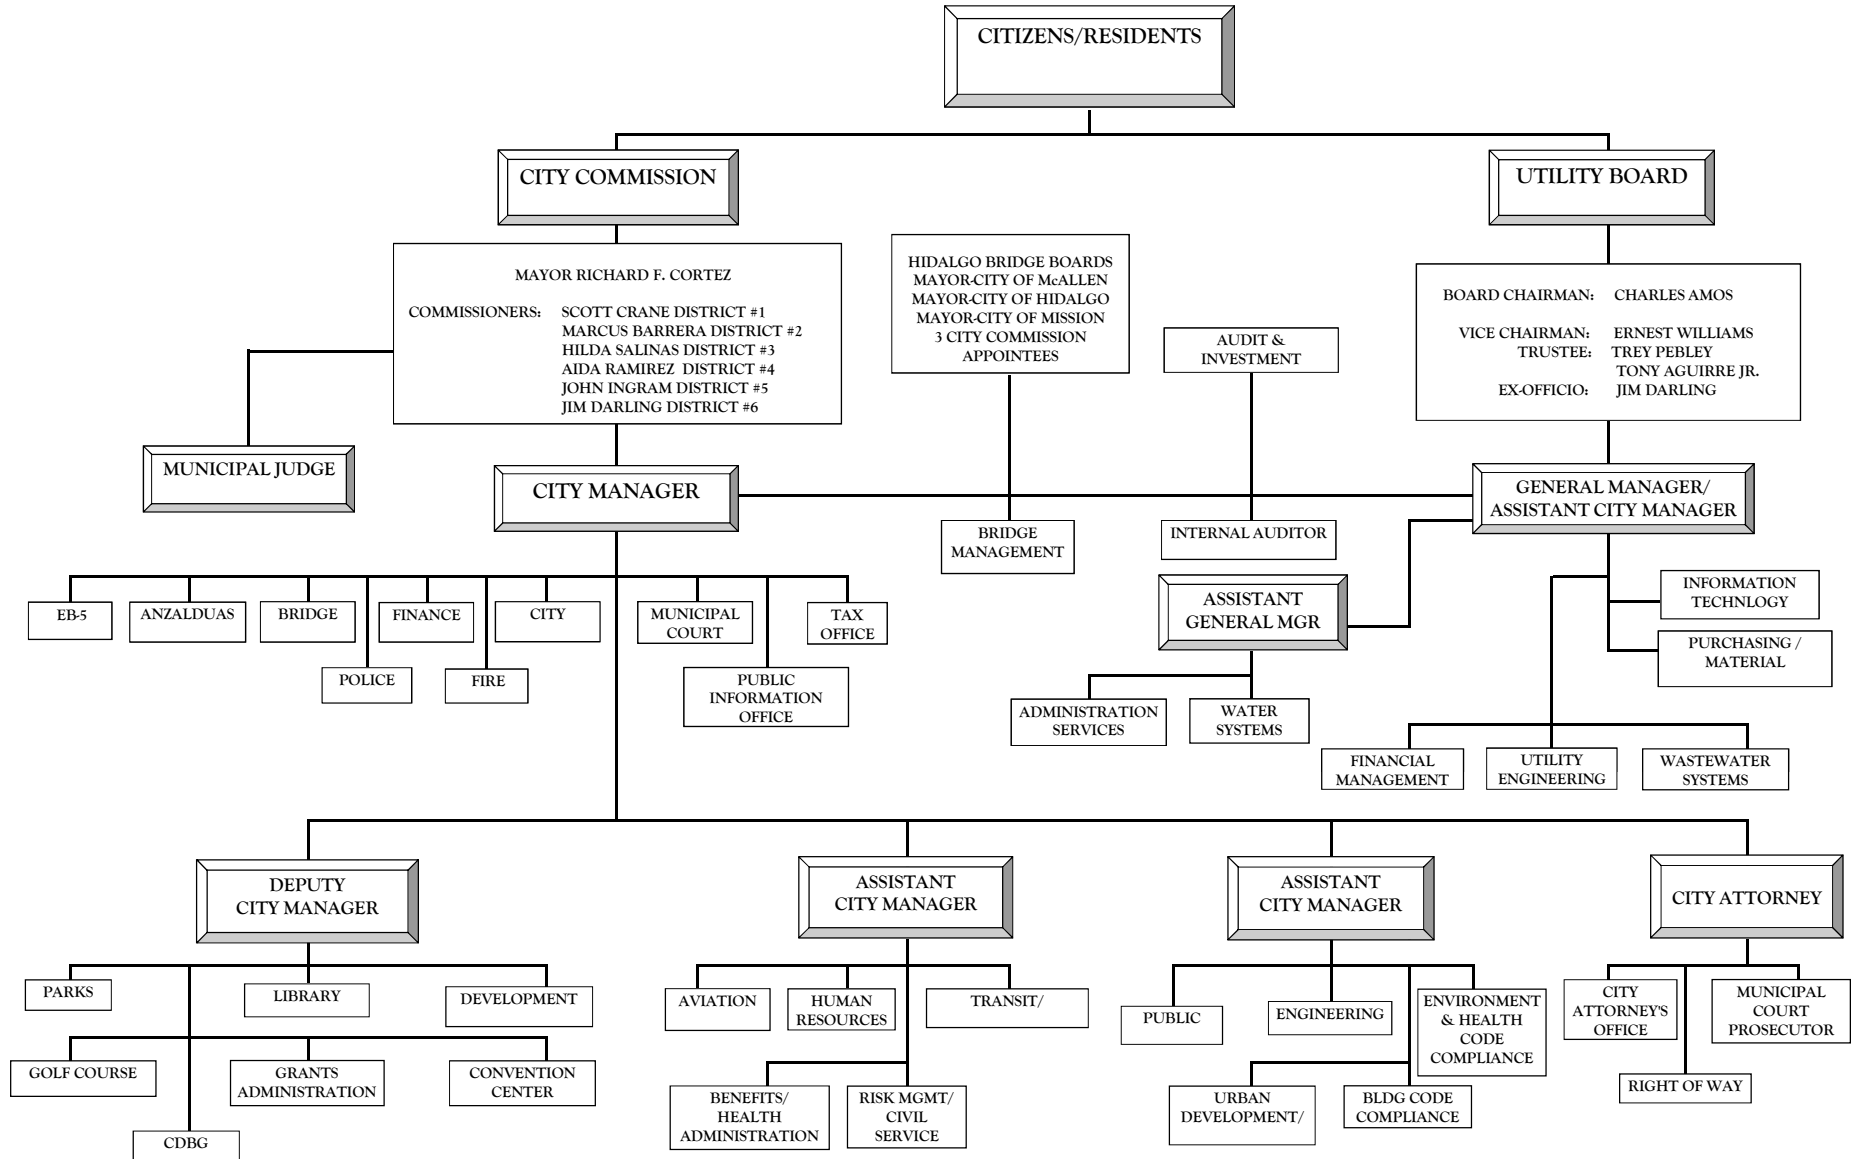 CITIZENS/RESIDENTS
CITY COMMISSION
UTILITY BOARD
MAYOR RICHARD F. CORTEZ
COMMISSIONERS: SCOTT CRANE DISTRICT #1
MARCUS BARRERA DISTRICT #2
HILDA SALINAS DISTRICT #3
AIDA RAMIREZ DISTRICT #4
JOHN INGRAM DISTRICT #5
JIM DARLING DISTRICT #6
HIDALGO BRIDGE BOARDS
MAYOR-CITY OF McALLEN
MAYOR-CITY OF HIDALGO
MAYOR-CITY OF MISSION
3 CITY COMMISSION
APPOINTEES
AUDIT &
INVESTMENT
BOARD CHAIRMAN: CHARLES AMOS
VICE CHAIRMAN: ERNEST WILLIAMS
TRUSTEE: TREY PEBLEY
TONY AGUIRRE JR.
EX-OFFICIO: JIM DARLING
MUNICIPAL JUDGE
CITY MANAGER
GENERAL MANAGER/
ASSISTANT CITY MANAGER
BRIDGE
MANAGEMENT
INTERNAL AUDITOR
EB-5
ANZALDUAS
BRIDGE
FINANCE
CITY
MUNICIPAL
COURT
TAX
OFFICE
POLICE
FIRE
PUBLIC
INFORMATION
OFFICE
ASSISTANT
GENERAL MGR
INFORMATION
TECHNLOGY
PURCHASING /
MATERIAL
ADMINISTRATION
SERVICES
WATER
SYSTEMS
FINANCIAL
MANAGEMENT
UTILITY
ENGINEERING
WASTEWATER
SYSTEMS
DEPUTY
CITY MANAGER
ASSISTANT
CITY MANAGER
ASSISTANT
CITY MANAGER
CITY ATTORNEY
PARKS
LIBRARY
DEVELOPMENT
GOLF COURSE
GRANTS
ADMINISTRATION
CONVENTION
CENTER
CDBG
AVIATION
HUMAN
RESOURCES
TRANSIT/
BENEFITS/
HEALTH
ADMINISTRATION
RISK MGMT/
CIVIL
SERVICE
PUBLIC
ENGINEERING
ENVIRONMENT
& HEALTH
CODE
COMPLIANCE
URBAN
DEVELOPMENT/
BLDG CODE
COMPLIANCE
CITY
ATTORNEY'S
OFFICE
MUNICIPAL
COURT
PROSECUTOR
RIGHT OF WAY